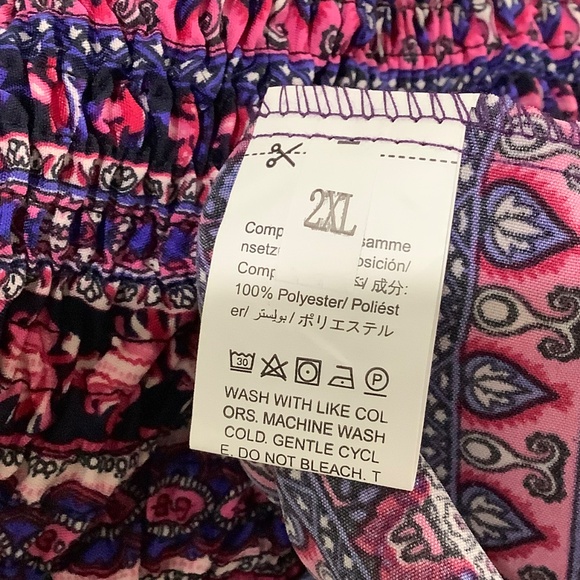 2XL
Comp samme
nsetz osición/
Comp /成分:
100% Polyester/ Poliést
er/ بوليستر /ポリエステル
30
P
WASH WITH LIKE COL
ORS. MACHINE WASH
COLD. GENTLE CYCL
E. DO NOT BLEACH. T